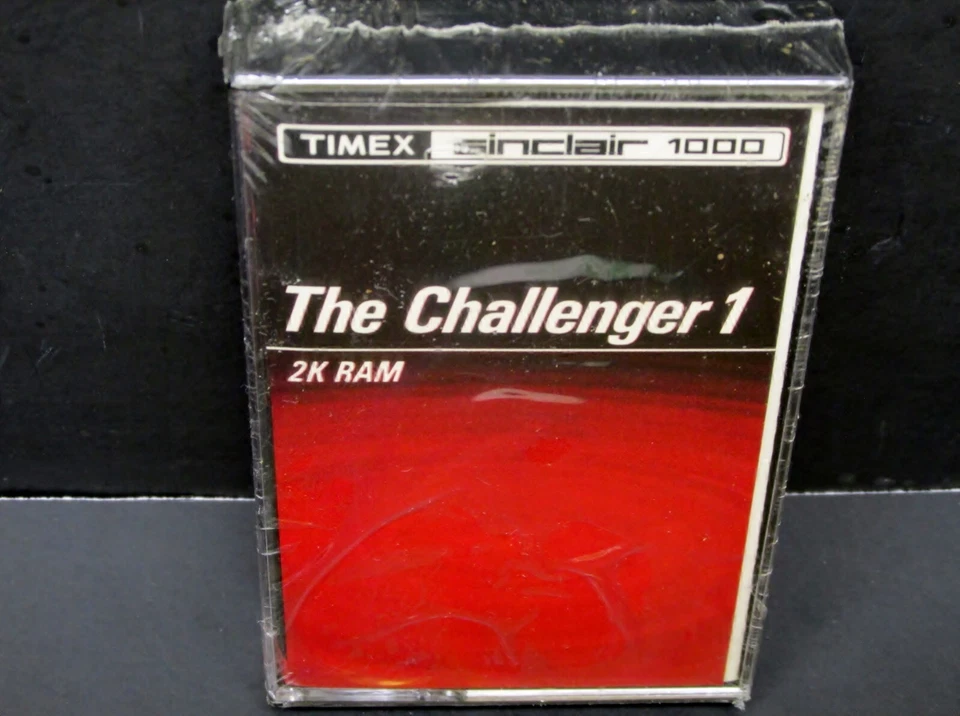 TIMEX sinclair 1000
The Challenger 1
2K RAM